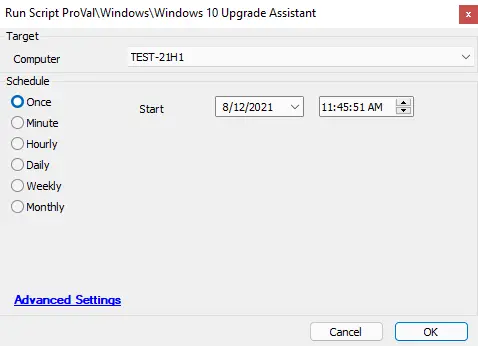 Run Script ProVal\Windows\Windows 10 Upgrade Assistant
x
Target
Computer TEST-21H1
Schedule
Once Start 8/12/2021 11:45:51 AM
Minute
Hourly
Daily
Weekly
Monthly
Advanced Settings
Cancel OK